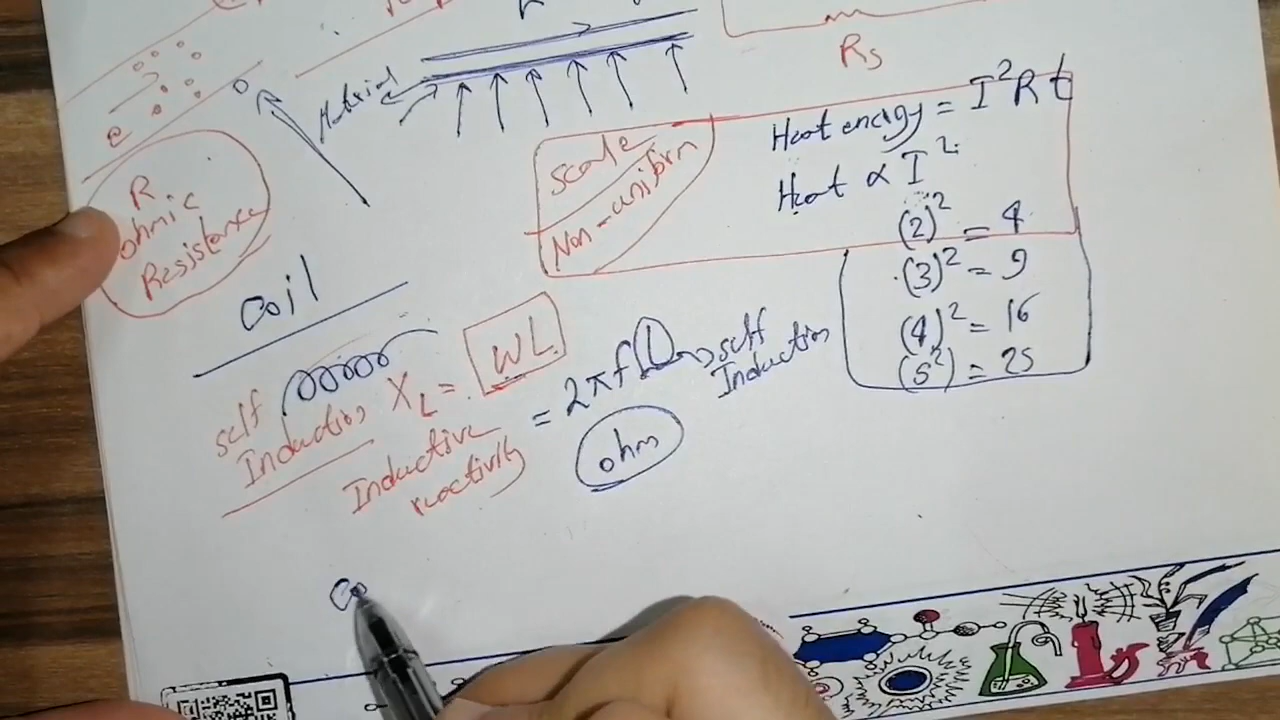 Rs
Material
Heat energy = I²Rt
Heat ∝ I²
Scale
Non-uniform
(2)² = 4
(3)² = 9
(4)² = 16
(5²) = 25
e
R
ohmic
Resistance
Coil
self
Induction
X_L = WL
Inductive
reactivity
= 2πfL
self
Induction
ohm